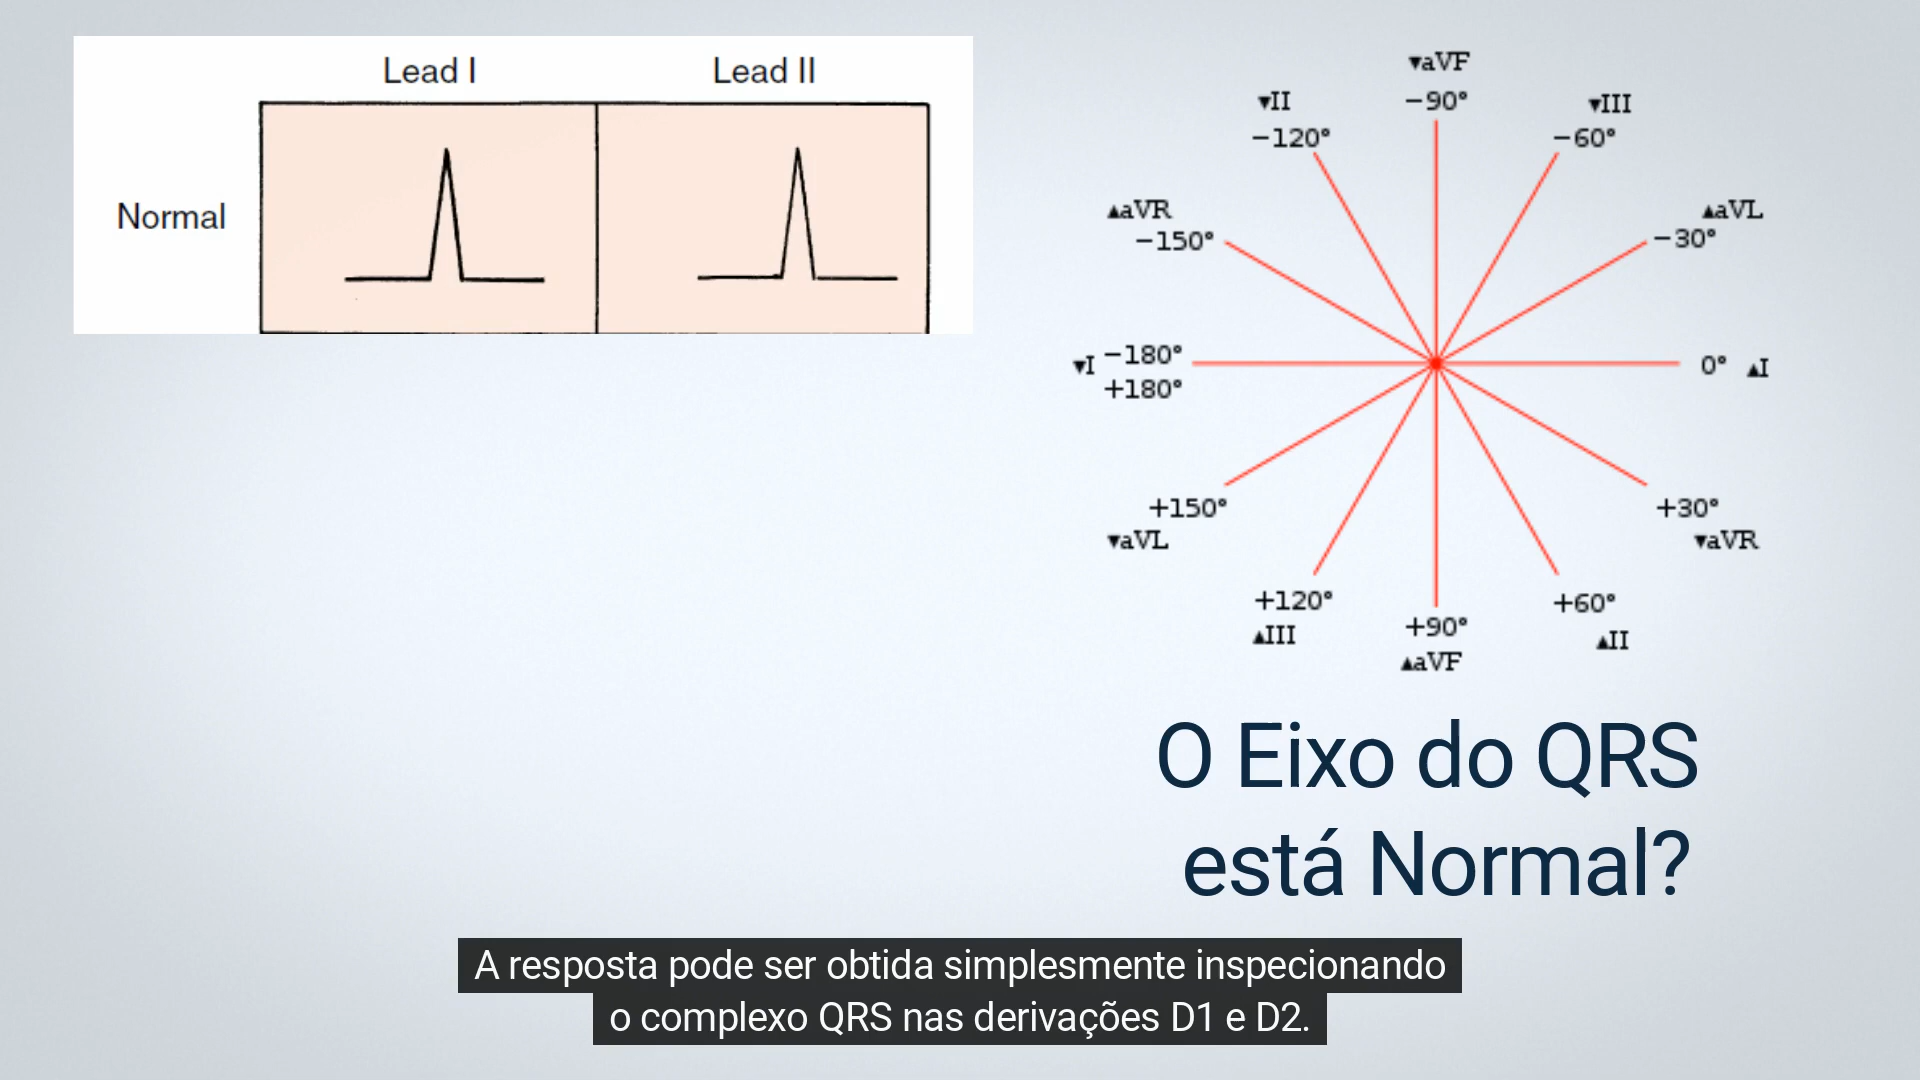 Lead I
Lead II
Normal
▼aVF
−90°
▼II
−120°
▼III
−60°
▲aVR
−150°
▲aVL
−30°
▼I −180°
+180°
0° ▲I
+150°
▼aVL
+30°
▼aVR
+120°
▲III
+90°
▲aVF
+60°
▲II
O Eixo do QRS
está Normal?
A resposta pode ser obtida simplesmente inspecionando
o complexo QRS nas derivações D1 e D2.